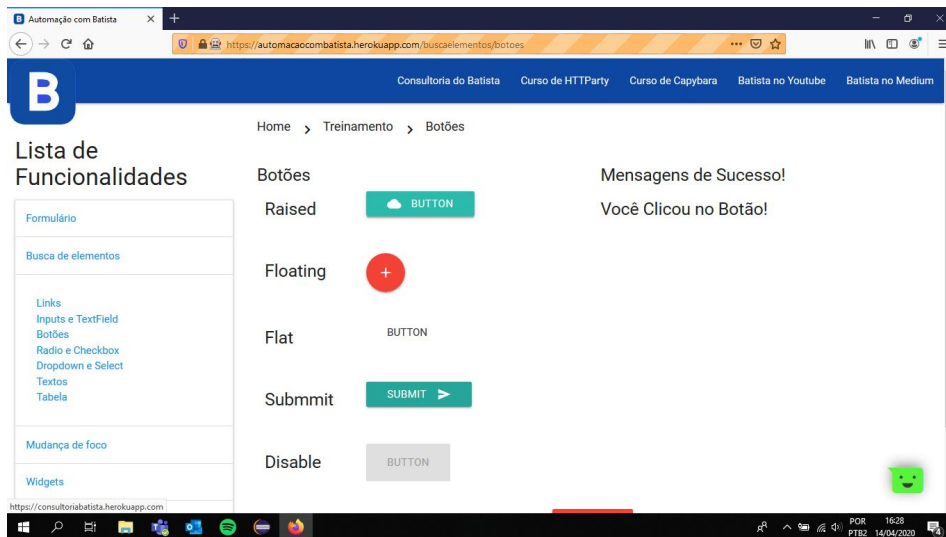 B Automação com Batista
https://automacaocombatista.herokuapp.com/buscaelementos/botoes
B
Consultoria do Batista Curso de HTTParty Curso de Capybara Batista no Youtube Batista no Medium
Home > Treinamento > Botões
Lista de
Funcionalidades
Formulário
Busca de elementos
Links
Inputs e TextField
Botões
Radio e Checkbox
Dropdown e Select
Textos
Tabela
Mudança de foco
Widgets
https://consultoriabatista.herokuapp.com
Botões
Raised BUTTON
Floating +
Flat BUTTON
Submmit SUBMIT
Disable BUTTON
Mensagens de Sucesso!
Você Clicou no Botão!
POR 16:28
PTB2 14/04/2020